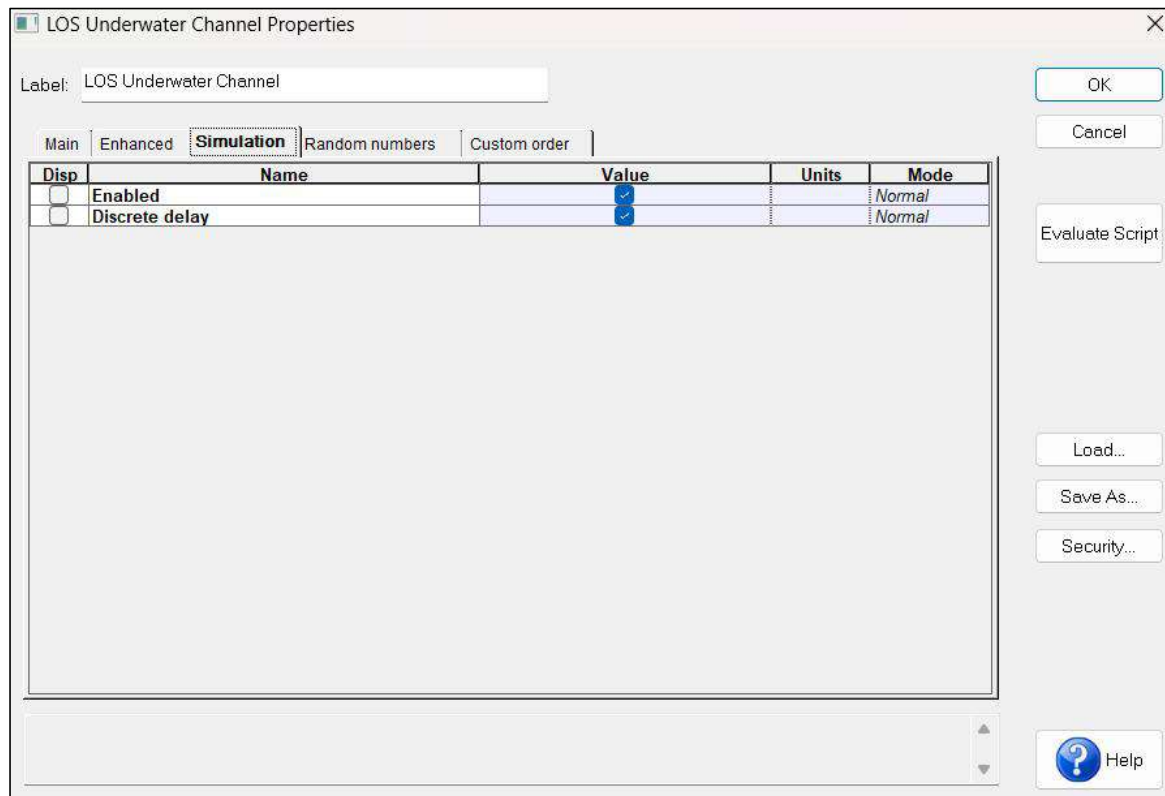 LOS Underwater Channel Properties
Label: LOS Underwater Channel
OK
Cancel
Main Enhanced Simulation Random numbers Custom order
Disp Name Value Units Mode
Enabled Normal
Discrete delay Normal
Evaluate Script
Load...
Save As...
Security...
? Help